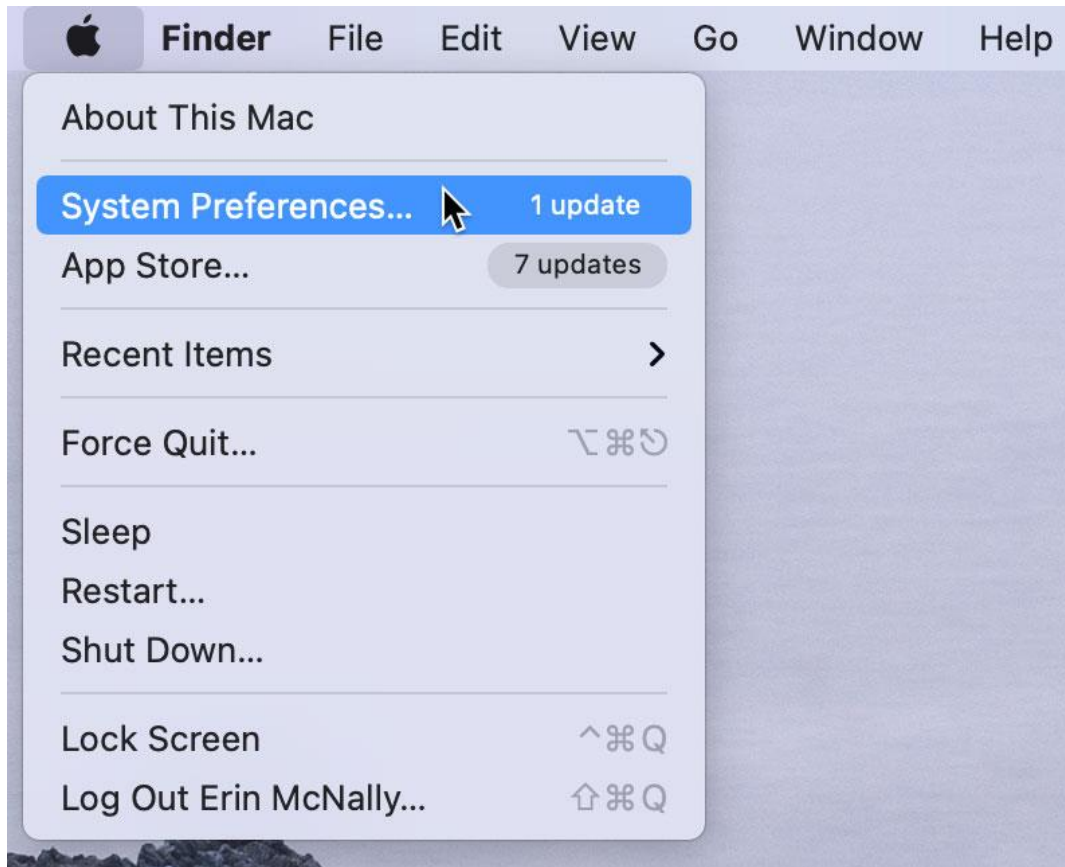 Finder File Edit View Go Window Help
About This Mac
System Preferences... 1 update
App Store... 7 updates
Recent Items
Force Quit... ⌥⌘⎋
Sleep
Restart...
Shut Down...
Lock Screen ^⌘Q
Log Out Erin McNally... ⇧⌘Q